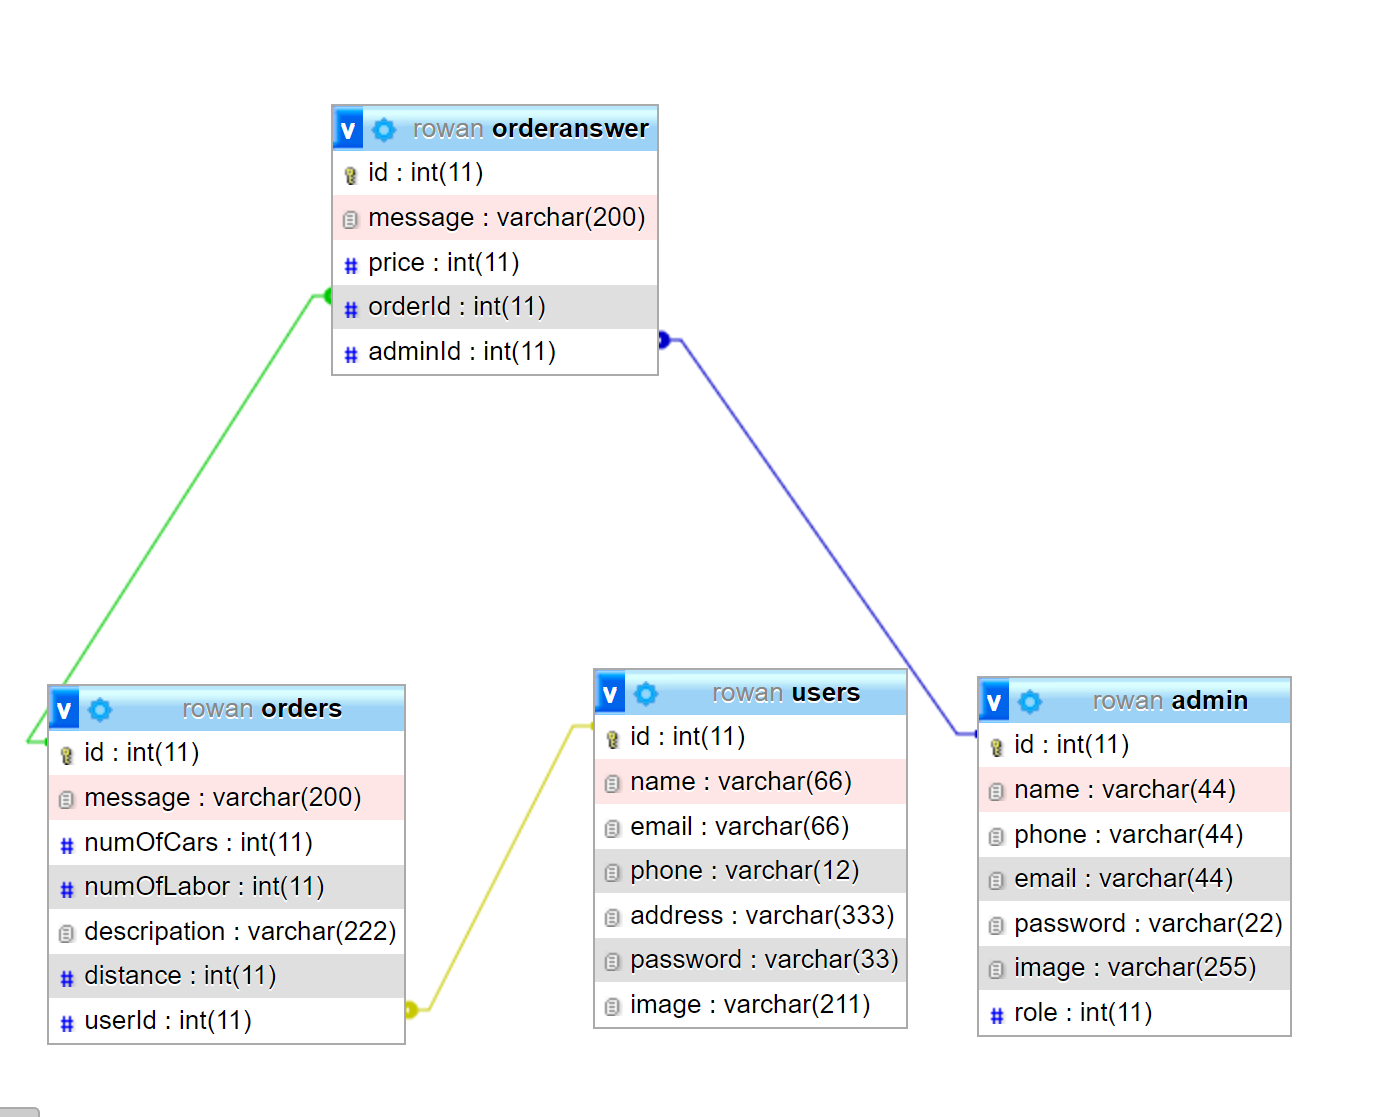 v rowan orderanswer
id : int(11)
message : varchar(200)
# price : int(11)
# orderId : int(11)
# adminId : int(11)
v rowan orders
id : int(11)
message : varchar(200)
# numOfCars : int(11)
# numOfLabor : int(11)
descripation : varchar(222)
# distance : int(11)
# userId : int(11)
v rowan users
id : int(11)
name : varchar(66)
email : varchar(66)
phone : varchar(12)
address : varchar(333)
password : varchar(33)
image : varchar(211)
v rowan admin
id : int(11)
name : varchar(44)
phone : varchar(44)
email : varchar(44)
password : varchar(22)
image : varchar(255)
# role : int(11)